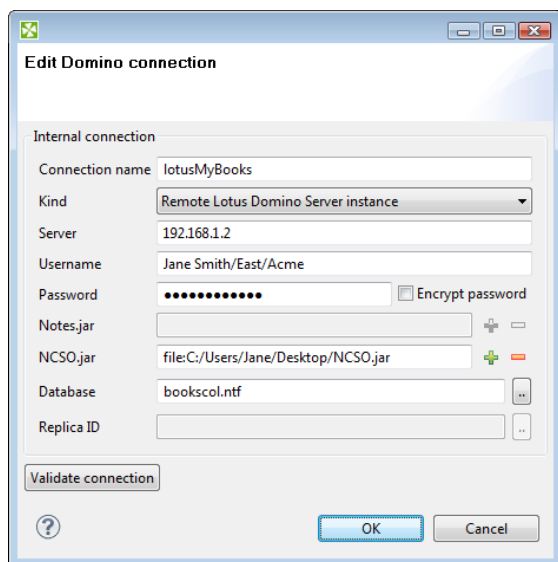 Edit Domino connection
Internal connection
Connection name lotusMyBooks
Kind Remote Lotus Domino Server instance
Server 192.168.1.2
Username Jane Smith/East/Acme
Password ●●●●●●●●●●●● Encrypt password
Notes.jar
NCSO.jar file:C:/Users/Jane/Desktop/NCSO.jar
Database bookscol.ntf ..
Replica ID ..
Validate connection
? OK Cancel